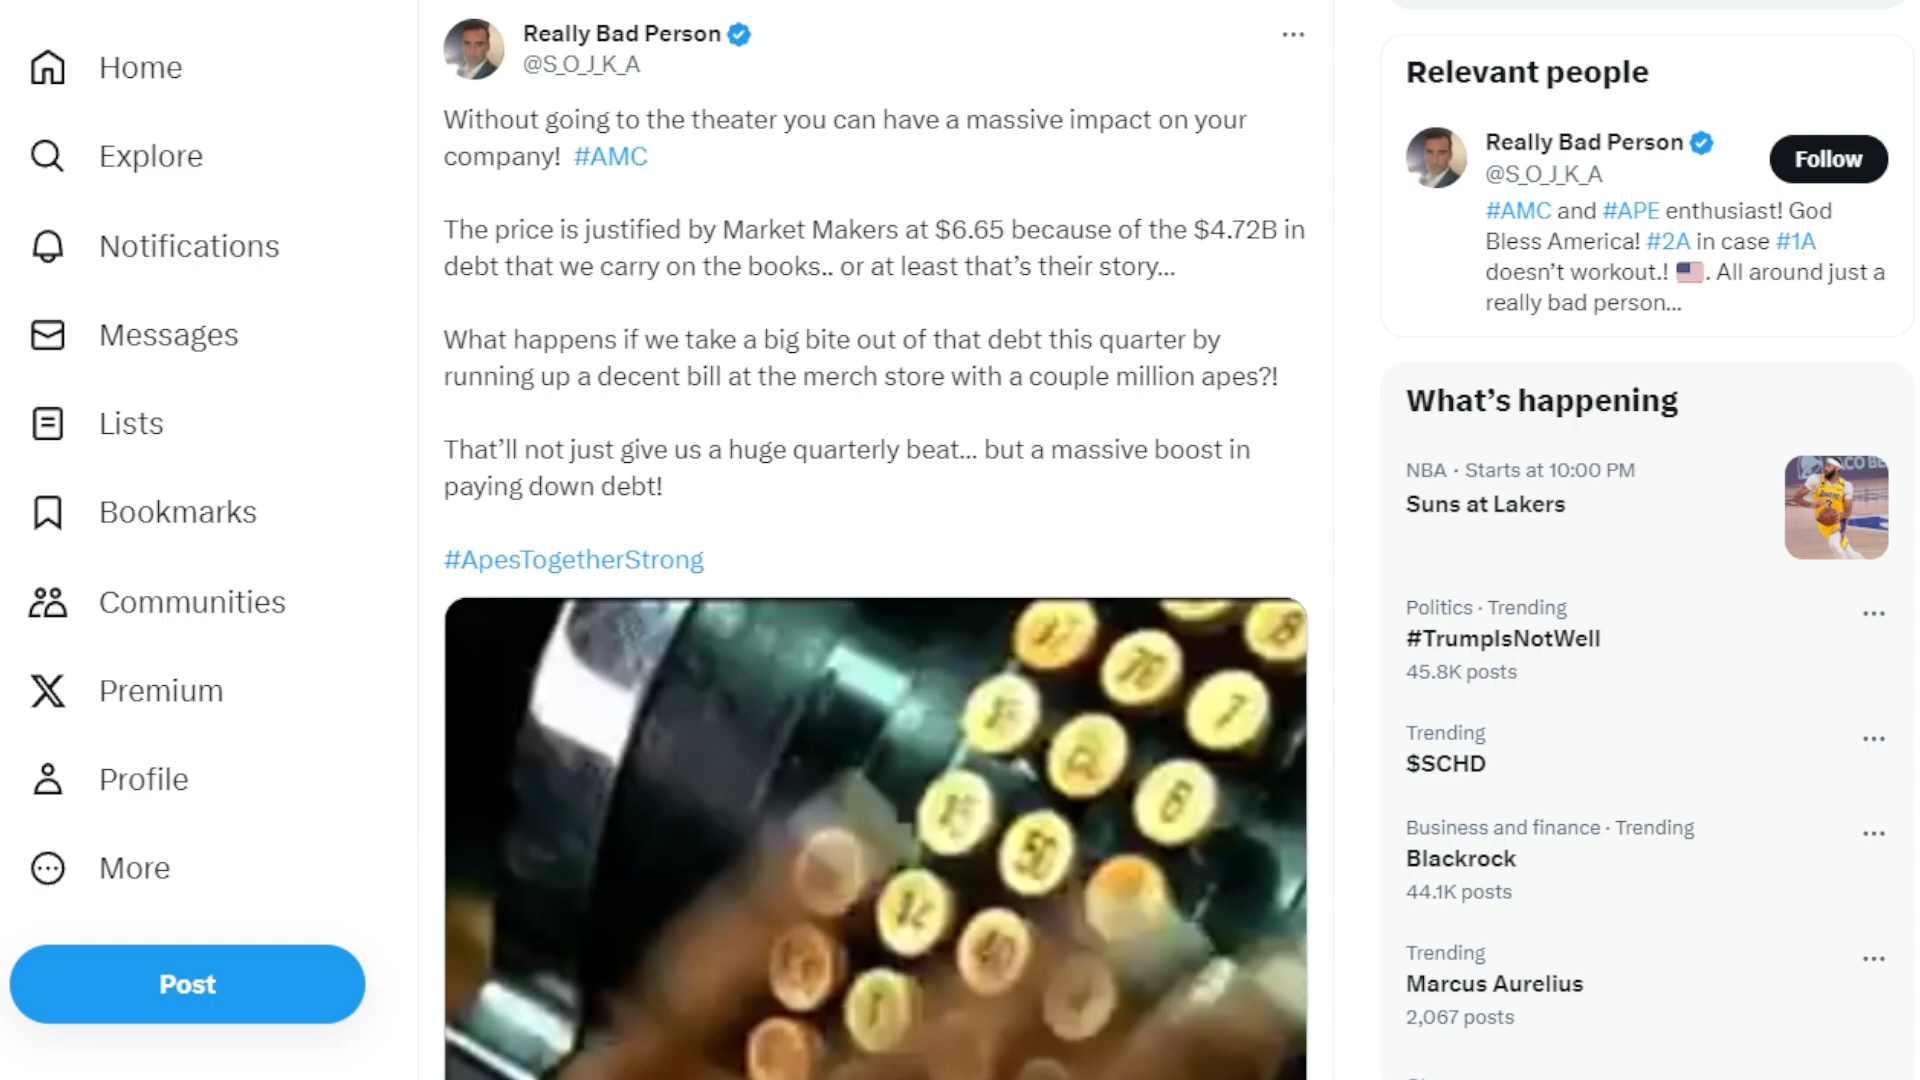 Home
Explore
Notifications
Messages
Lists
Bookmarks
Communities
Premium
Profile
More
Post
Really Bad Person
@S_O_J_K_A
Without going to the theater you can have a massive impact on your
company! #AMC
The price is justified by Market Makers at $6.65 because of the $4.72B in
debt that we carry on the books.. or at least that’s their story...
What happens if we take a big bite out of that debt this quarter by
running up a decent bill at the merch store with a couple million apes?!
That’ll not just give us a huge quarterly beat... but a massive boost in
paying down debt!
#ApesTogetherStrong
50
Relevant people
Really Bad Person
@S_O_J_K_A
Follow
#AMC and #APE enthusiast! God
Bless America! #2A in case #1A
doesn’t workout.! 🇺🇸. All around just a
really bad person...
What’s happening
NBA · Starts at 10:00 PM
Suns at Lakers
Politics · Trending
#TrumpIsNotWell
45.8K posts
Trending
$SCHD
Business and finance · Trending
Blackrock
44.1K posts
Trending
Marcus Aurelius
2,067 posts